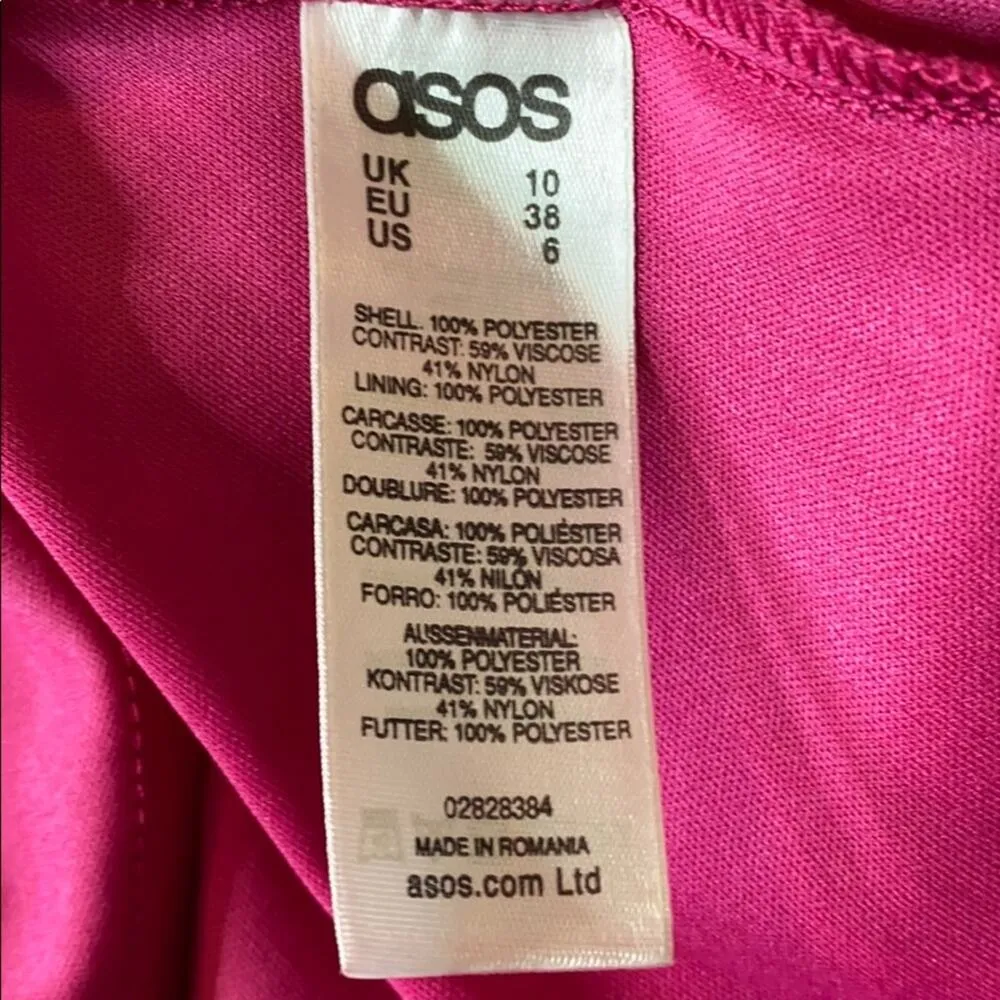 asos
UK 10
EU 38
US 6
SHELL: 100% POLYESTER
CONTRAST: 59% VISCOSE
41% NYLON
LINING: 100% POLYESTER
CARCASSE: 100% POLYESTER
CONTRASTE: 59% VISCOSE
41% NYLON
DOUBLURE: 100% POLYESTER
CARCASA: 100% POLIÉSTER
CONTRASTE: 59% VISCOSA
41% NILÓN
FORRO: 100% POLIÉSTER
AUSSENMATERIAL:
100% POLYESTER
KONTRAST: 59% VISKOSE
41% NYLON
FUTTER: 100% POLYESTER
02828384
MADE IN ROMANIA
asos.com Ltd